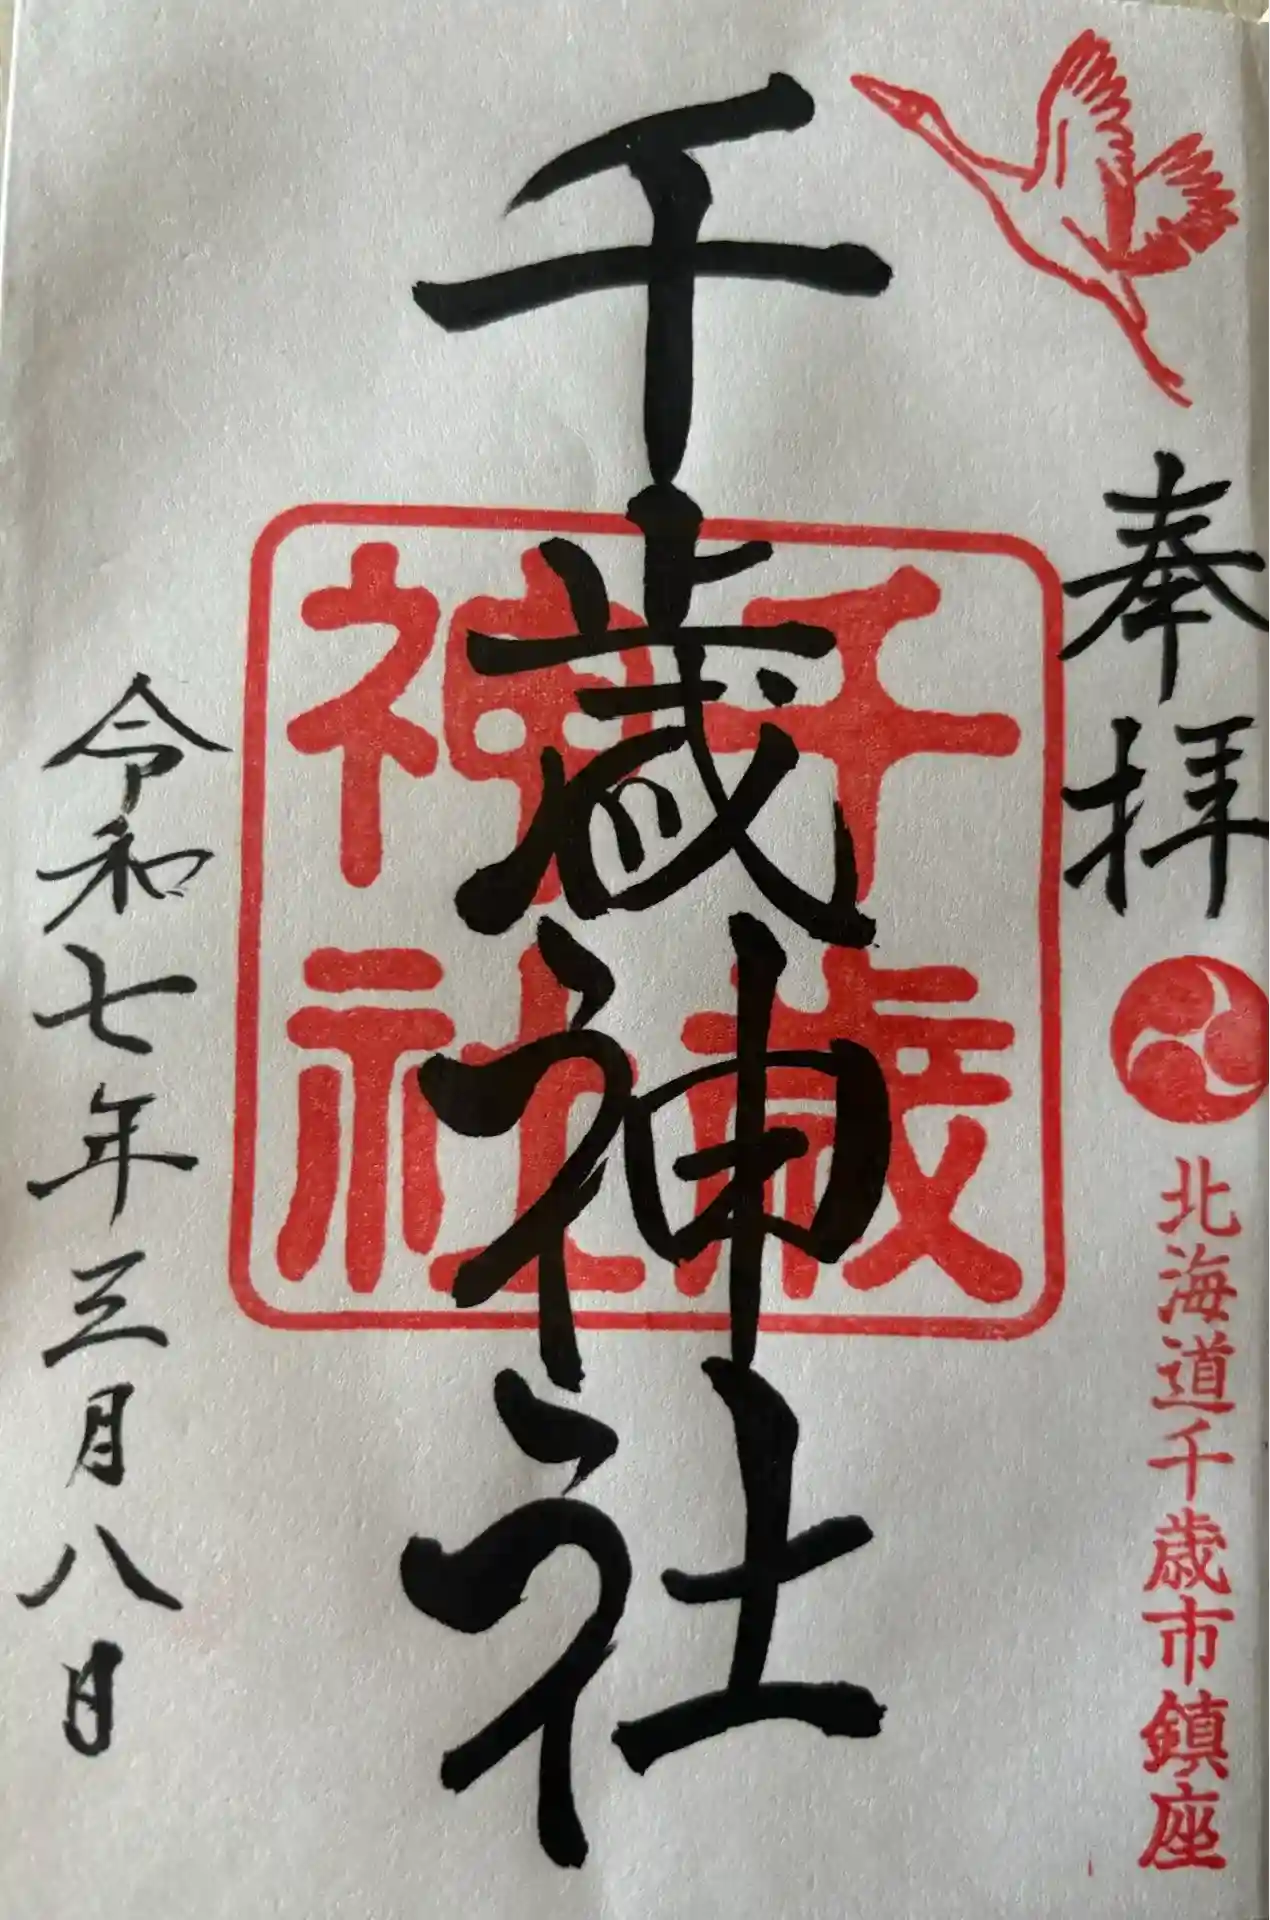 奉拝
北海道千歳市鎮座
千歳神社
千歳
神社
令和七年三月八日